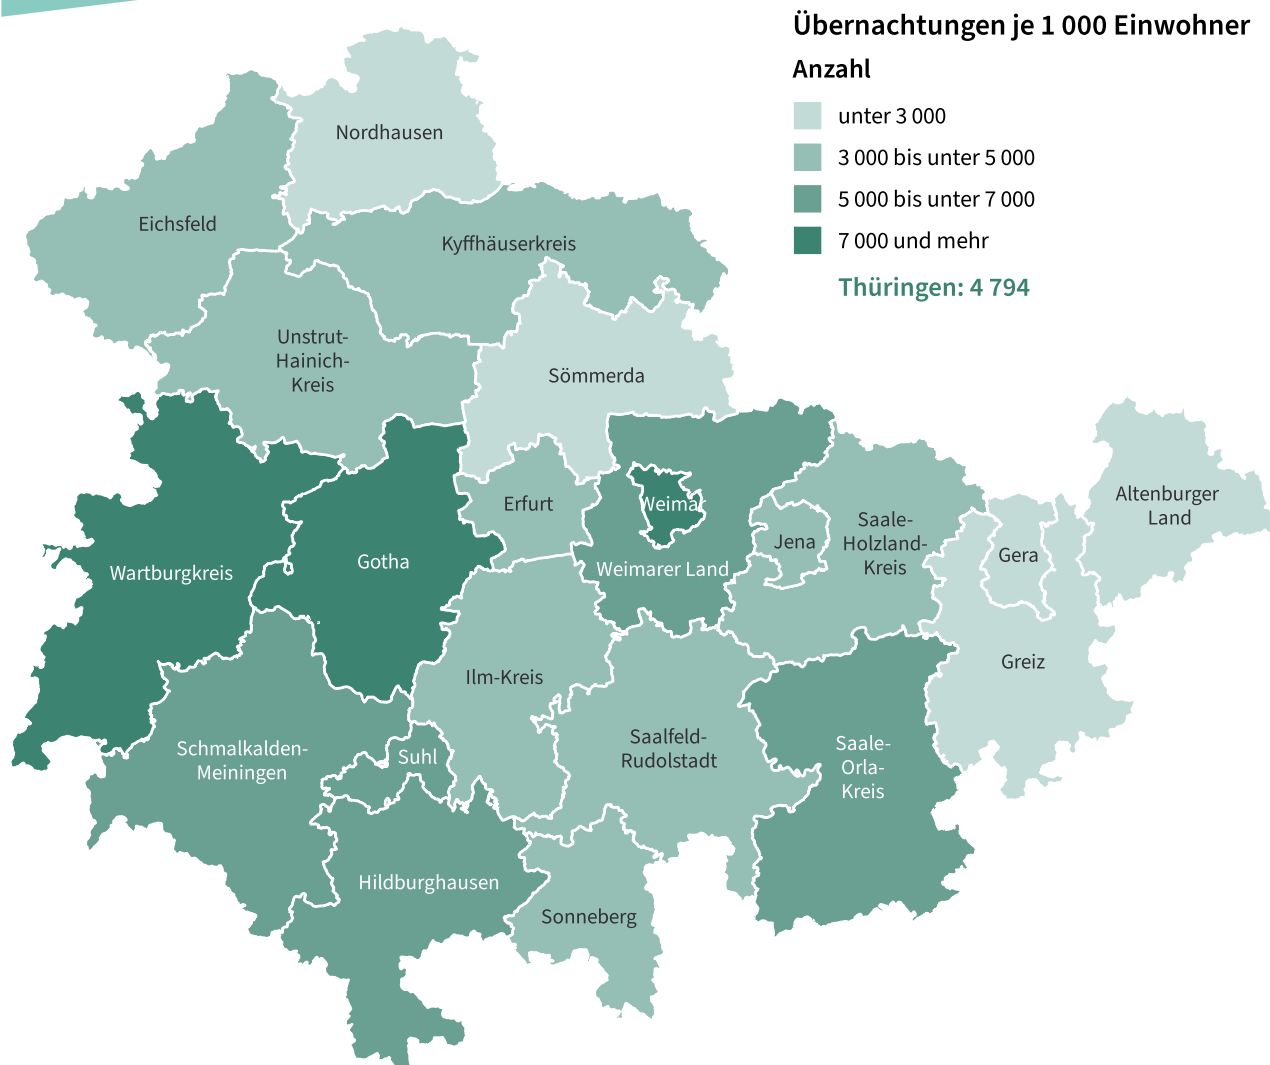 Übernachtungen je 1 000 Einwohner
Anzahl
unter 3 000
3 000 bis unter 5 000
5 000 bis unter 7 000
7 000 und mehr
Thüringen: 4 794
Nordhausen
Eichsfeld
Kyffhäuserkreis
Unstrut-
Hainich-
Kreis
Sömmerda
Erfurt
Weimar
Altenburger
Land
Saale-
Holzland-
Kreis
Jena
Gera
Wartburgkreis
Gotha
Weimarer Land
Greiz
Ilm-Kreis
Schmalkalden-
Meiningen
Suhl
Saalfeld-
Rudolstadt
Saale-
Orla-
Kreis
Hildburghausen
Sonneberg